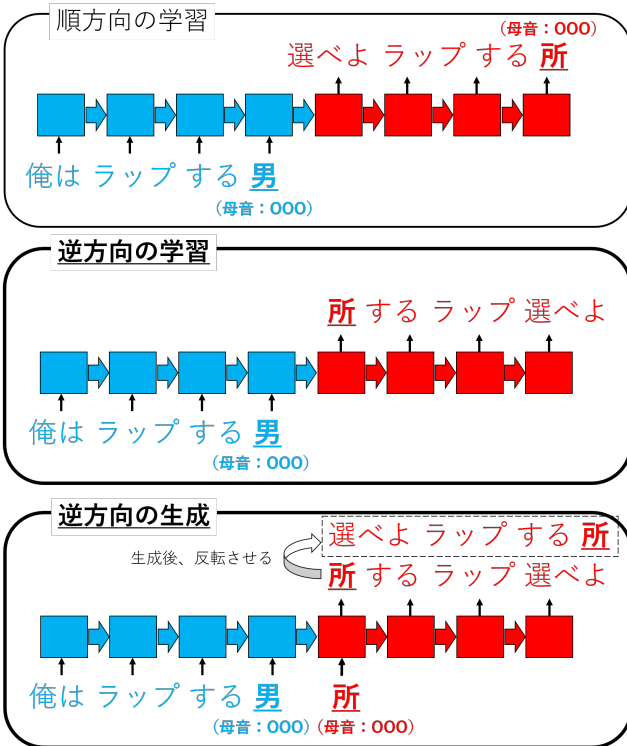 順方向の学習
(母音:OOO)
選べよ ラップ する 所
俺は ラップ する 男
(母音:OOO)
逆方向の学習
所 する ラップ 選べよ
俺は ラップ する 男
(母音:OOO)
逆方向の生成
選べよ ラップ する 所
生成後、反転させる
所 する ラップ 選べよ
俺は ラップ する 男 所
(母音:OOO) (母音:OOO)